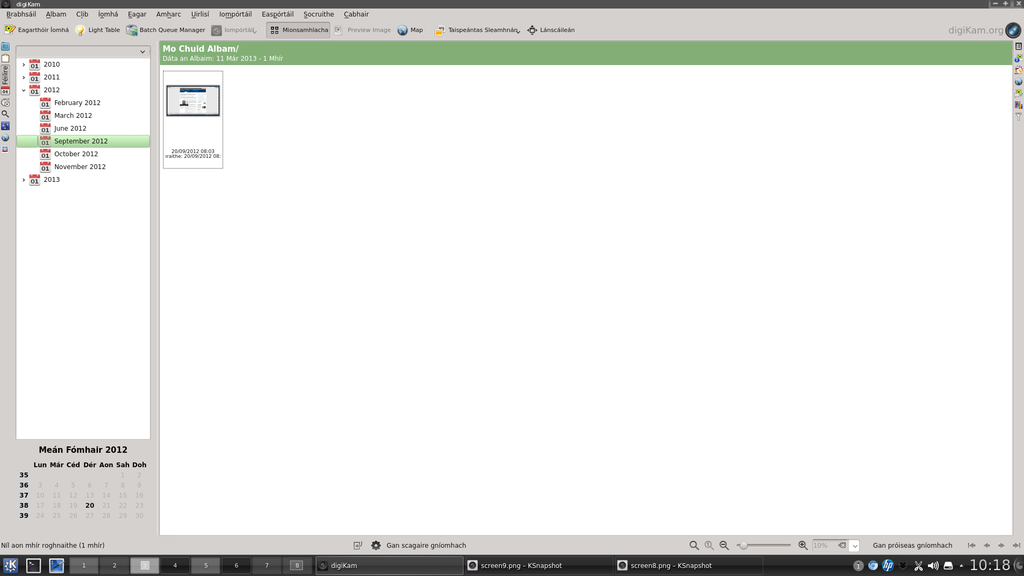 digiKam
Brabhsáil Albam Clib Íomhá Eagar Amharc Uirlisí Iompórtáil Easpórtáil Socruithe Cabhair
Eagarthóir Íomhá Light Table Batch Queue Manager Iompórtáil Mionsamhlacha Preview Image Map Taispeántas Sleamhnán Lánscáileán digiKam.org
Mo Chuid Albam/
Dáta an Albaim: 11 Már 2013 - 1 Mhír
Féilire
2010
2011
2012
February 2012
March 2012
June 2012
September 2012
October 2012
November 2012
2013
20/09/2012 08:03
raithe: 20/09/2012 08:
Meán Fómhair 2012
Lun Már Céd Dér Aon Sah Doh
35 1 2
36 3 4 5 6 7 8 9
37 10 11 12 13 14 15 16
38 17 18 19 20 21 22 23
39 24 25 26 27 28 29 30
Níl aon mhír roghnaithe (1 mhír) Gan scagaire gníomhach 10% Gan próiseas gníomhach
1 2 3 4 5 6 7 8 digiKam screen9.png – KSnapshot screen8.png – KSnapshot 10:18